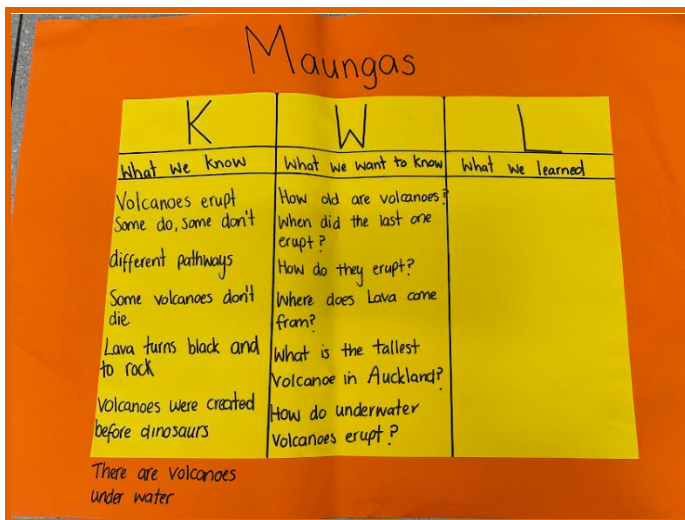 Maungas
K
What we know
Volcanoes erupt
Some do, some don't
different pathways
Some volcanoes don't
die
Lava turns black and
to rock
Volcanoes were created
before dinosaurs
There are volcanoes
under water
W
What we want to know
How old are volcanoes?
When did the last one
erupt?
How do they erupt?
Where does Lava come
from?
What is the tallest
volcanoe in Auckland?
How do underwater
volcanoes erupt?
L
What we learned